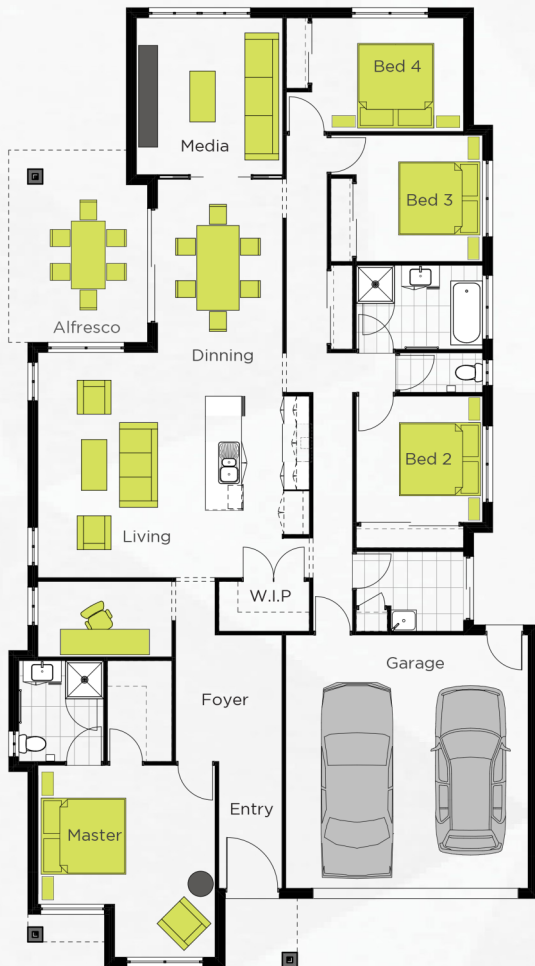 Bed 4
Media
Bed 3
Alfresco
Dinning
Bed 2
Living
W.I.P
Garage
Foyer
Entry
Master